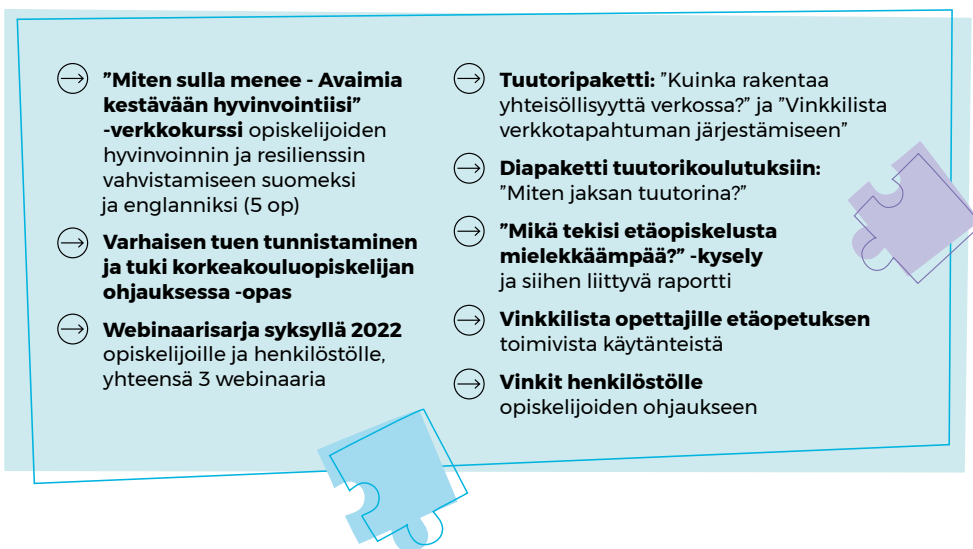 "Miten sulla menee - Avaimia
kestävään hyvinvointiisi"
-verkkokurssi opiskelijoiden
hyvinvoinnin ja resilienssin
vahvistamiseen suomeksi
ja englanniksi (5 op)
Varhaisen tuen tunnistaminen
ja tuki korkeakouluopiskelijan
ohjauksessa -opas
Webinaarisarja syksyllä 2022
opiskelijoille ja henkilöstölle,
yhteensä 3 webinaaria
Tuutoripaketti: "Kuinka rakentaa
yhteisöllisyyttä verkossa?" ja "Vinkkilista
verkkotapahtuman järjestämiseen"
Diapaketti tuutorikoulutuksiin:
"Miten jaksan tuutorina?"
"Mikä tekisi etäopiskelusta
mielekkäämpää?" -kysely
ja siihen liittyvä raportti
Vinkkilista opettajille etäopetuksen
toimivista käytänteistä
Vinkit henkilöstölle
opiskelijoiden ohjaukseen